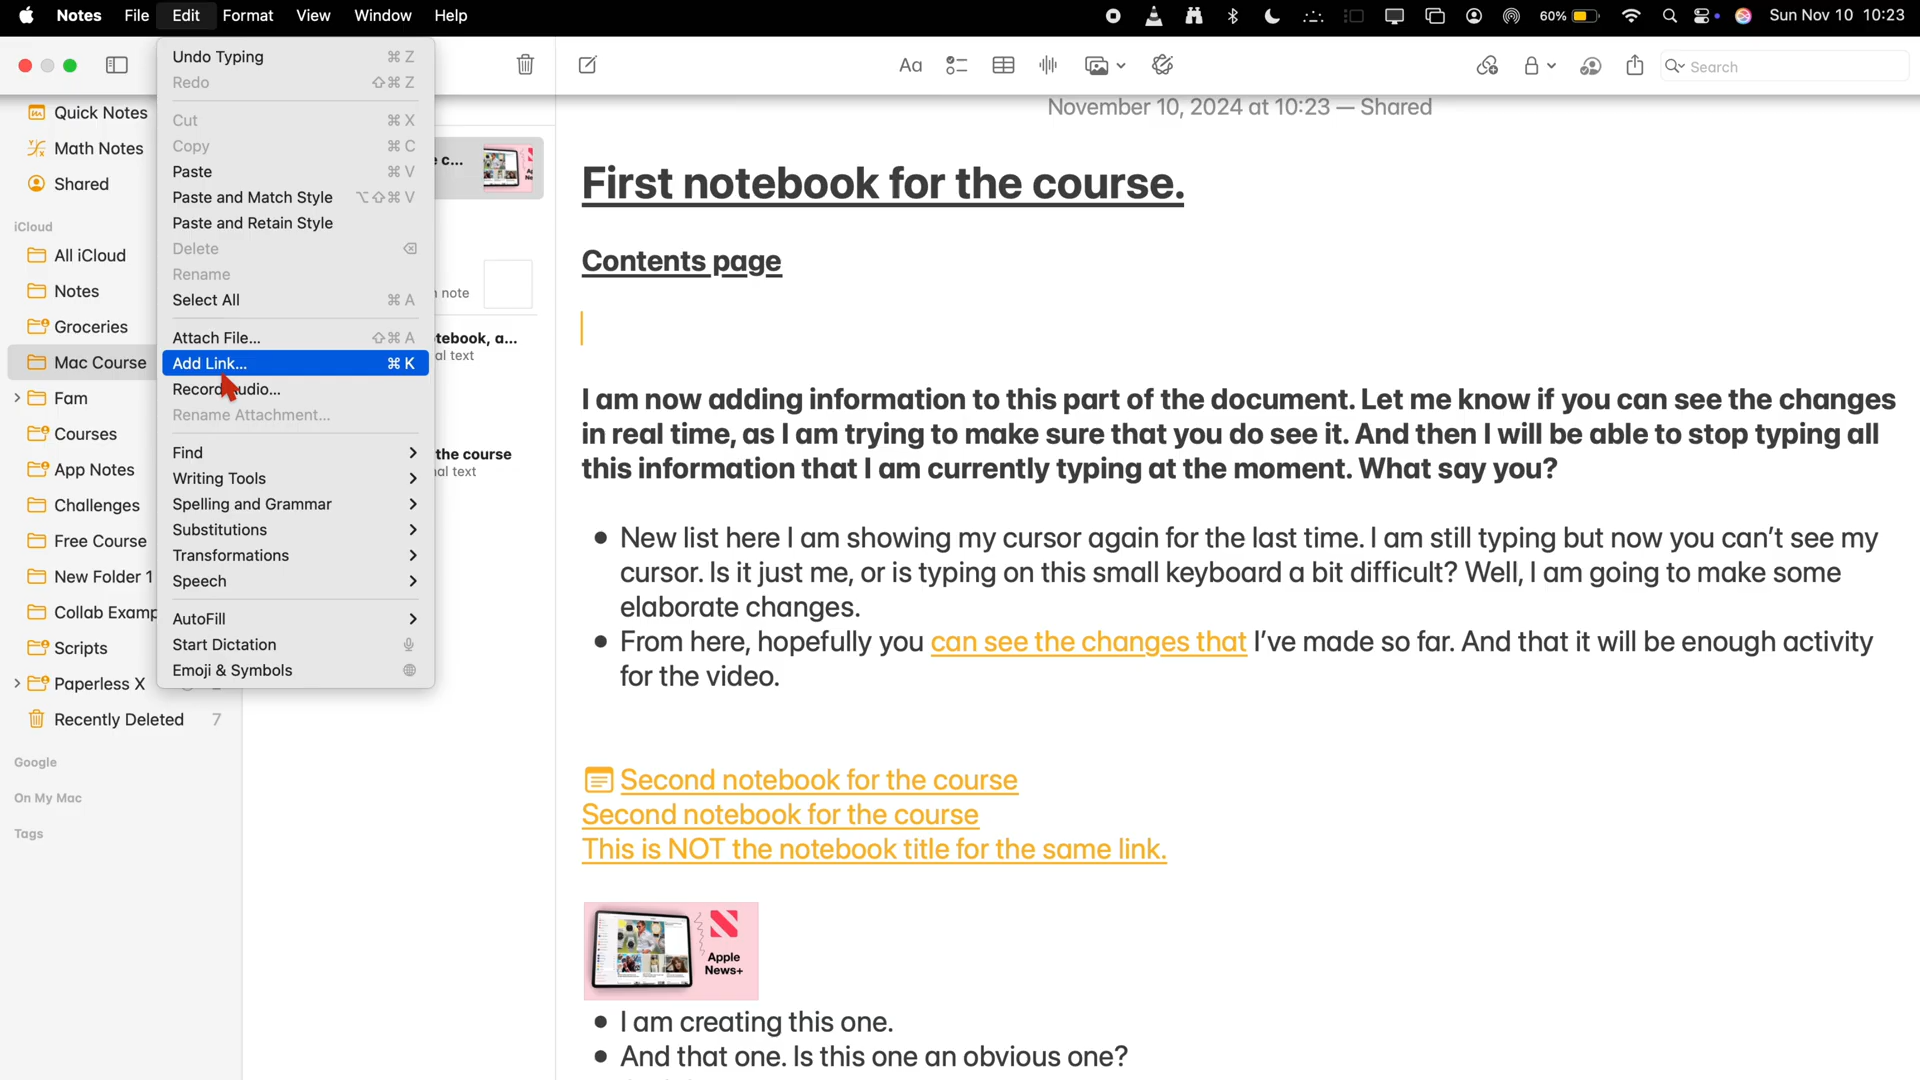 Notes File Edit Format View Window Help 60% Sun Nov 10 10:23
Search
Quick Notes
Math Notes
Shared
iCloud
All iCloud
Notes
Groceries
Mac Course
Fam
Courses
App Notes
Challenges
Free Course
New Folder 1
Collab Examp
Scripts
Paperless X
Recently Deleted 7
Google
On My Mac
Tags
Undo Typing ⌘ Z
Redo ⇧⌘ Z
Cut ⌘ X
Copy ⌘ C
Paste ⌘ V
Paste and Match Style ⌥⇧⌘ V
Paste and Retain Style
Delete ⌫
Rename
Select All ⌘ A
Attach File... ⇧⌘ A
Add Link... ⌘ K
Record Audio...
Rename Attachment...
Find
Writing Tools
Spelling and Grammar
Substitutions
Transformations
Speech
AutoFill
Start Dictation
Emoji & Symbols
e c...
note
tebook, a...
al text
the course
al text
Aa
November 10, 2024 at 10:23 — Shared
First notebook for the course.
Contents page
I am now adding information to this part of the document. Let me know if you can see the changes
in real time, as I am trying to make sure that you do see it. And then I will be able to stop typing all
this information that I am currently typing at the moment. What say you?
• New list here I am showing my cursor again for the last time. I am still typing but now you can't see my
cursor. Is it just me, or is typing on this small keyboard a bit difficult? Well, I am going to make some
elaborate changes.
• From here, hopefully you can see the changes that I've made so far. And that it will be enough activity
for the video.
Second notebook for the course
Second notebook for the course
This is NOT the notebook title for the same link.
Apple
News+
• I am creating this one.
• And that one. Is this one an obvious one?